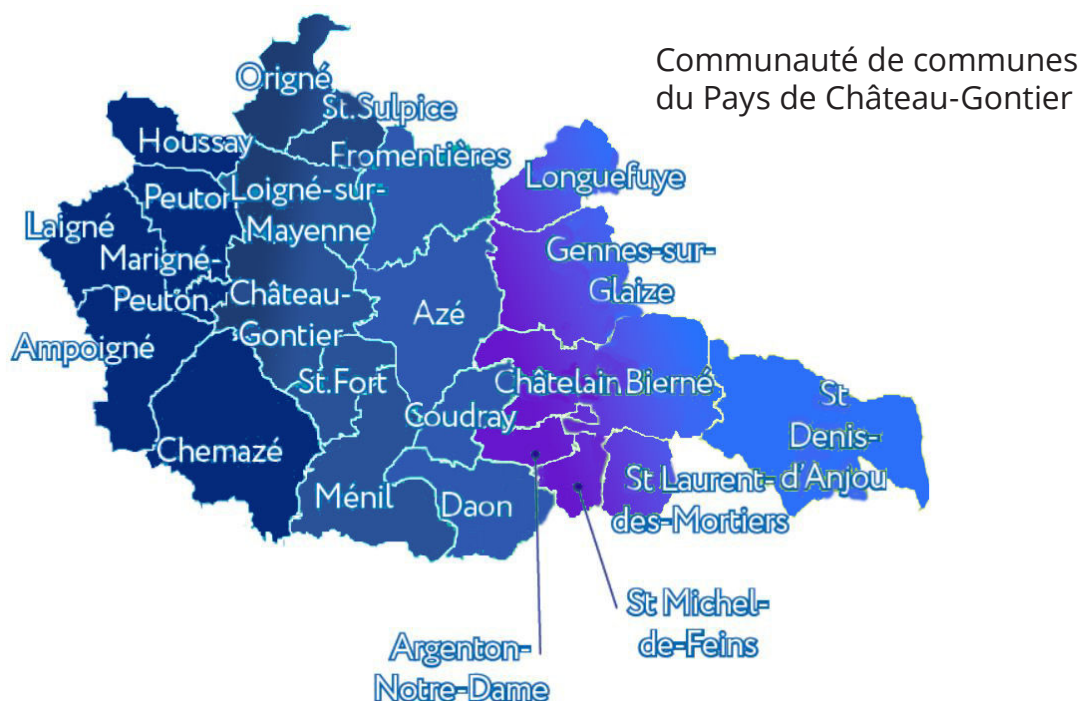 Communauté de communes
du Pays de Château-Gontier
Origné
St.Sulpice
Houssay
Fromentières
Longuefuye
Peuton
Loigné-sur-
Mayenne
Laigné
Marigné-
Peuton
Gennes-sur-
Glaize
Château-
Gontier
Azé
Ampoigné
St.Fort
Châtelain
Bierné
St
Denis-
d'Anjou
Coudray
Chemazé
Ménil
Daon
St Laurent-
des-Mortiers
St Michel-
de-Feins
Argenton-
Notre-Dame